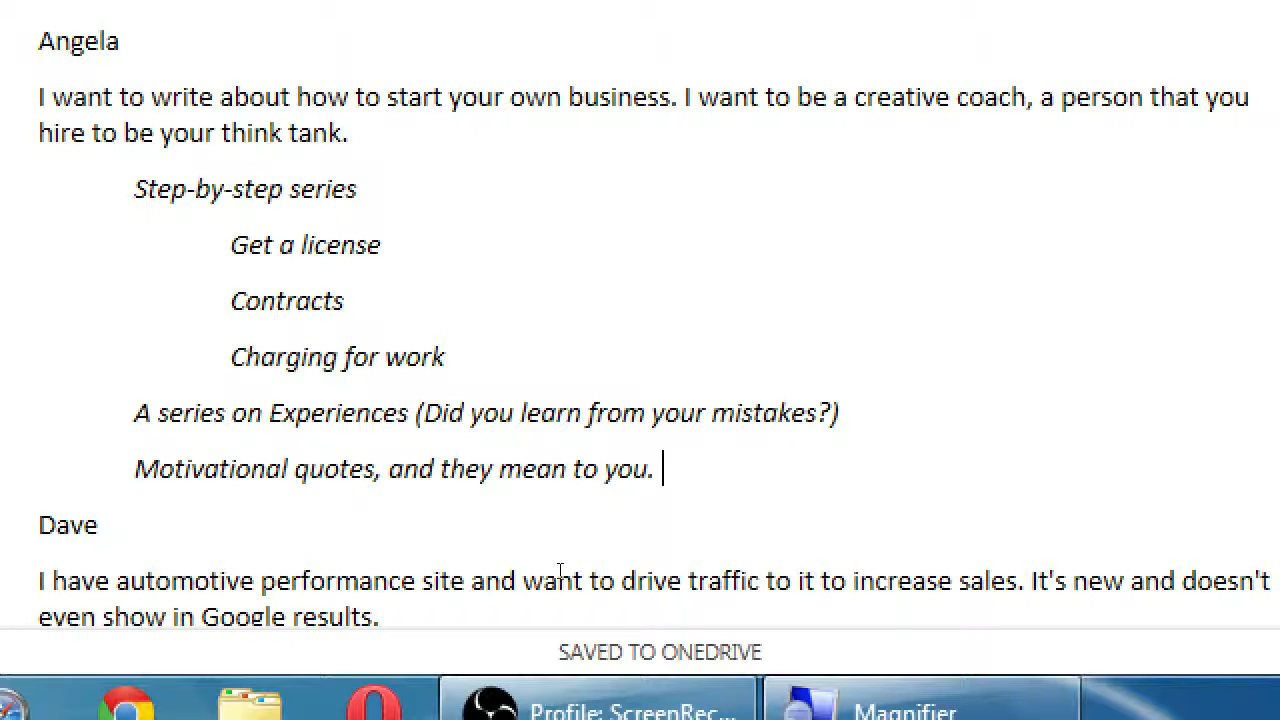 Angela
I want to write about how to start your own business. I want to be a creative coach, a person that you
hire to be your think tank.
Step-by-step series
Get a license
Contracts
Charging for work
A series on Experiences (Did you learn from your mistakes?)
Motivational quotes, and they mean to you.
Dave
I have automotive performance site and want to drive traffic to it to increase sales. It's new and doesn't
even show in Google results.
SAVED TO ONEDRIVE
Profile: ScreenRec...
Magnifier